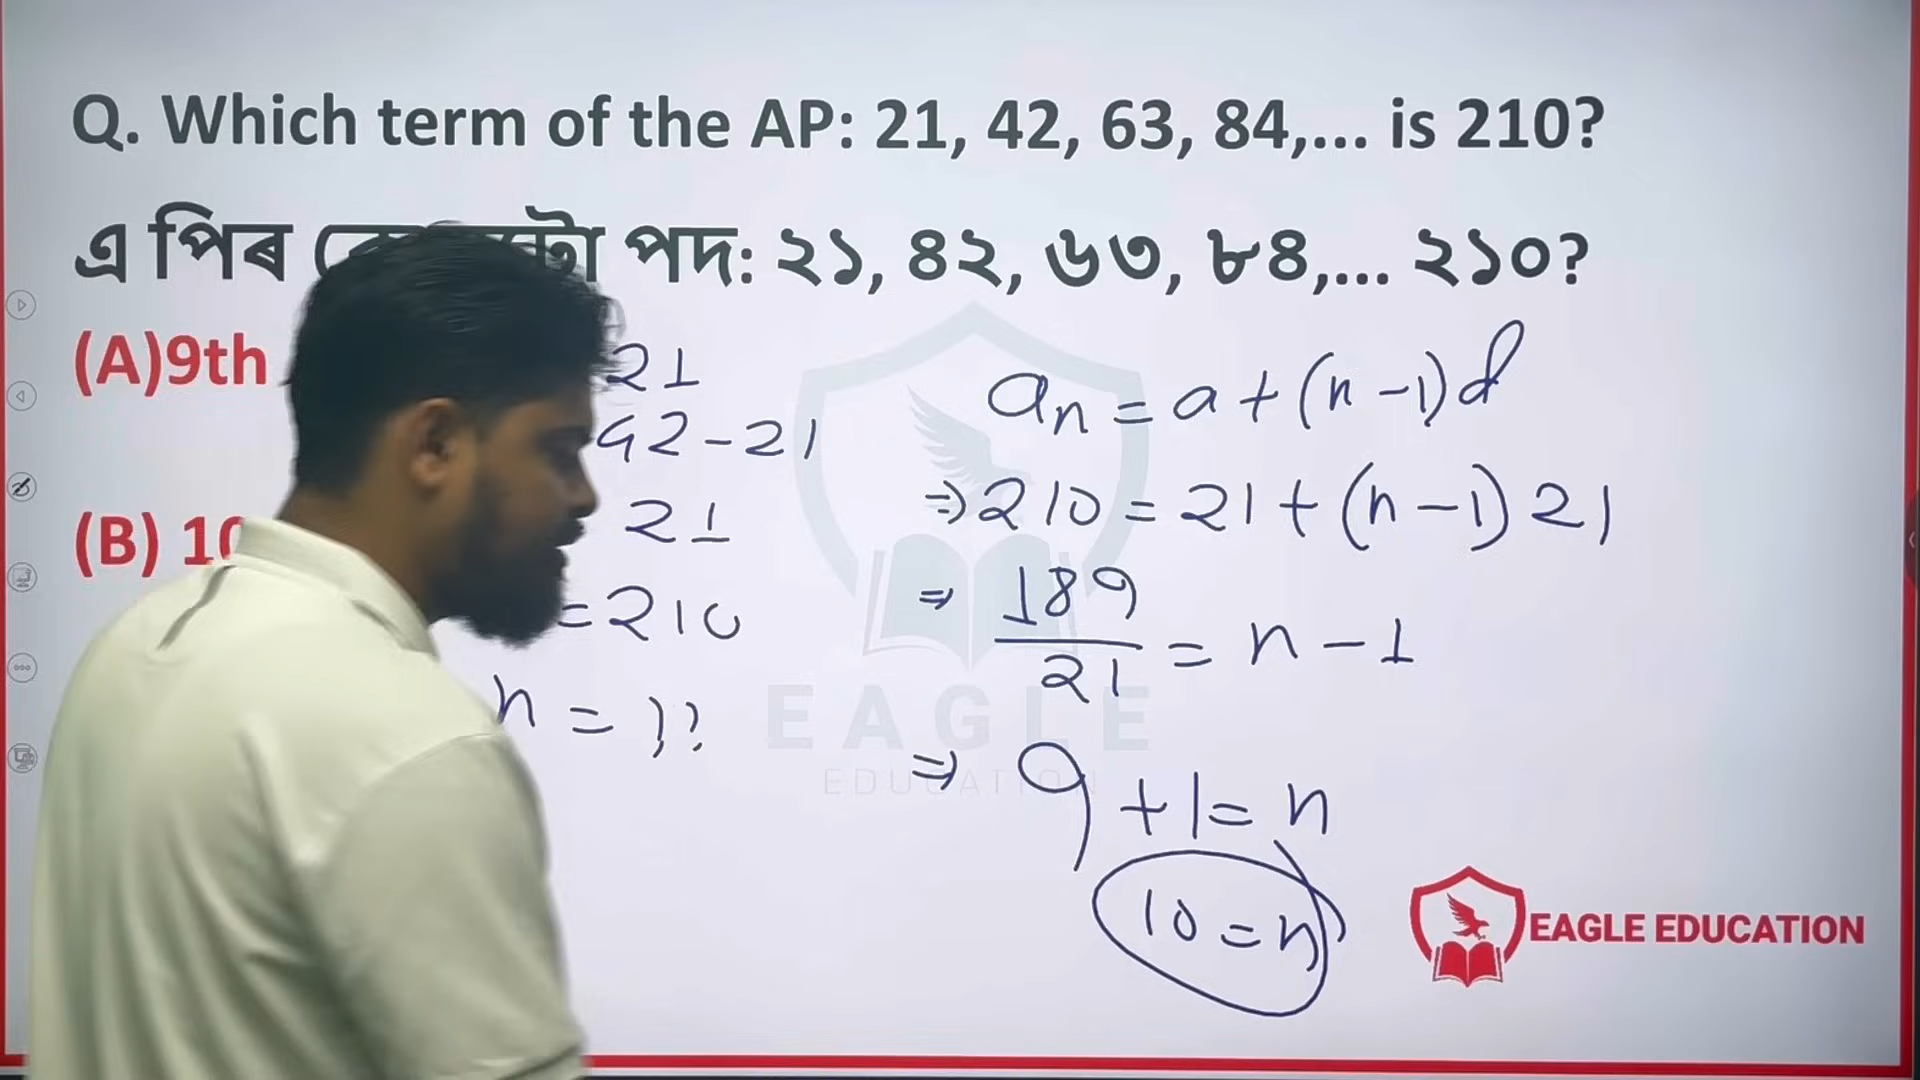 Q. Which term of the AP: 21, 42, 63, 84,... is 210?
এ পিৰ পদ: ২১, ৪২, ৬৩, ৮৪,... ২১০?
(A)9th
(B) 10
21
42-21
21
=210
n = ??
aₙ = a + (n-1)d
⇒ 210 = 21 + (n-1) 21
⇒ 189/21 = n - 1
⇒ 9 + 1 = n
10 = n
EAGLE
EDUCATION
EAGLE EDUCATION